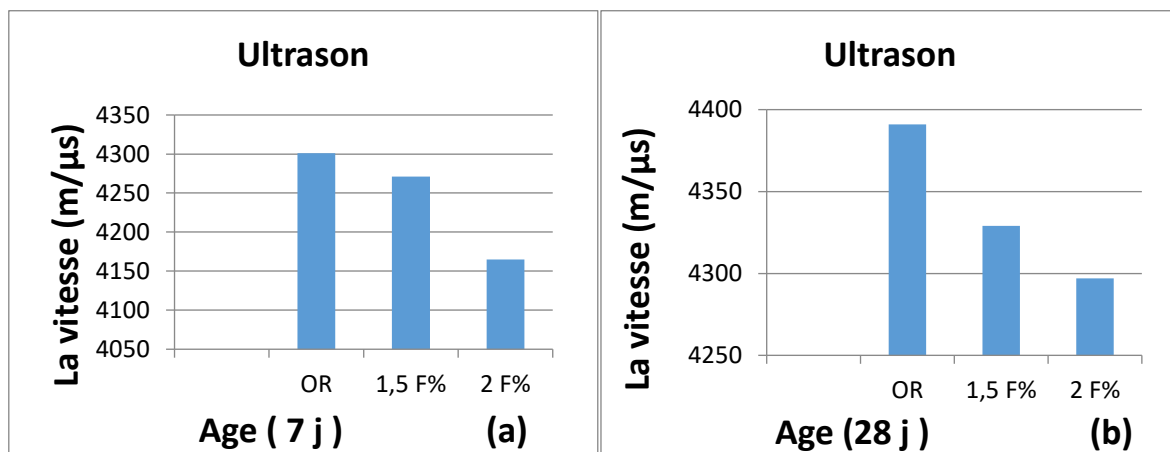 Ultrason
La vitesse (m/µs)
4350
4300
4250
4200
4150
4100
4050
OR 1,5 F% 2 F%
Age ( 7 j ) (a)
Ultrason
La vitesse (m/µs)
4400
4350
4300
4250
OR 1,5 F% 2 F%
Age (28 j ) (b)